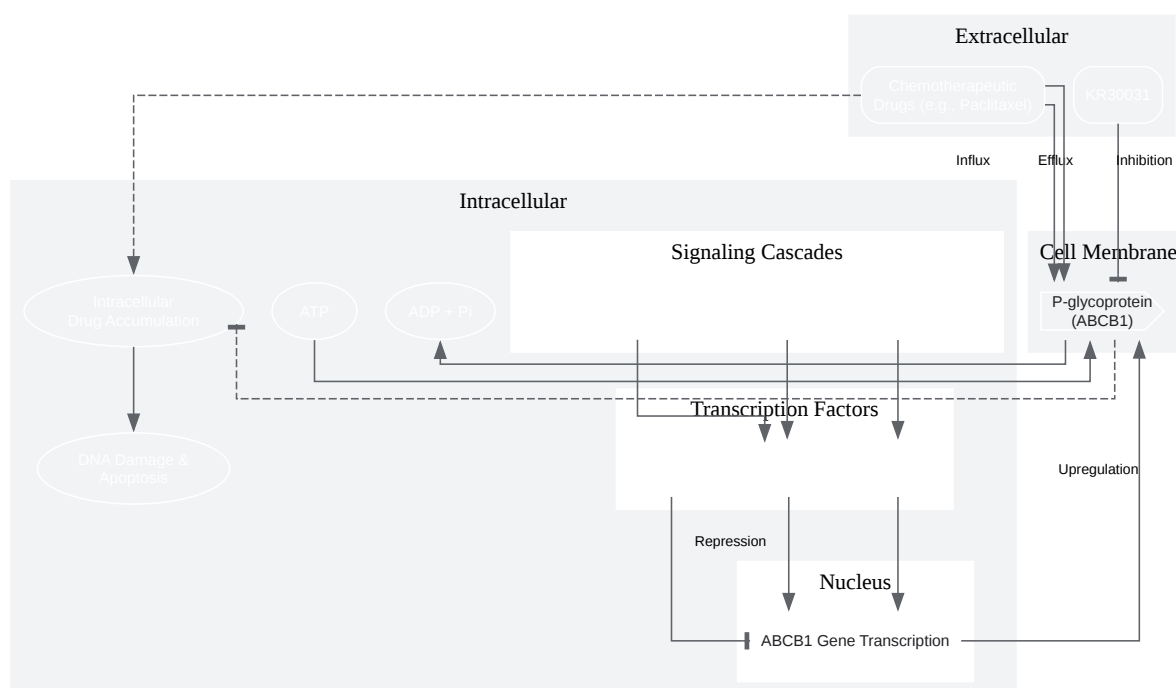 Extracellular
Chemotherapeutic
Drugs (e.g., Paclitaxel)
KR30031
Influx
Efflux
Inhibition
Intracellular
Signaling Cascades
Cell Membrane
Intracellular
Drug Accumulation
ATP
ADP + Pi
P-glycoprotein
(ABCB1)
Transcription Factors
DNA Damage &
Apoptosis
Upregulation
Repression
Nucleus
ABCB1 Gene Transcription